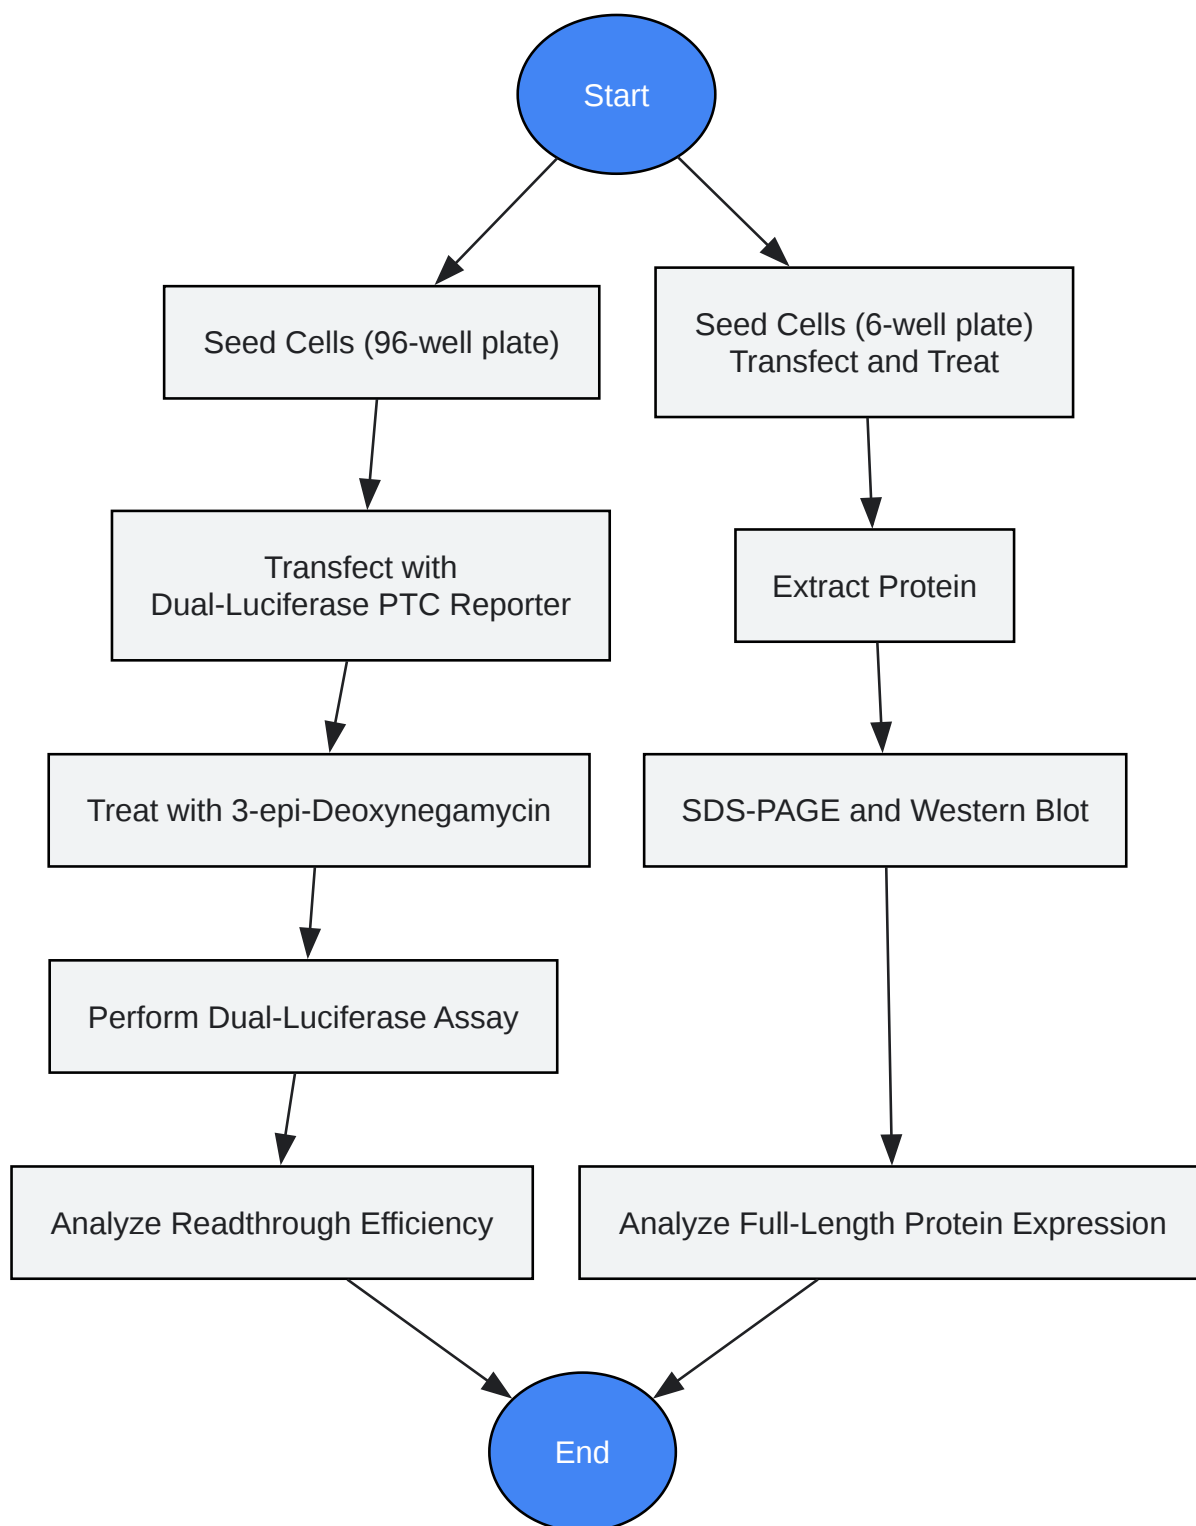 Start
Seed Cells (96-well plate)
Seed Cells (6-well plate)
Transfect and Treat
Transfect with
Dual-Luciferase PTC Reporter
Extract Protein
Treat with 3-epi-Deoxynegamycin
SDS-PAGE and Western Blot
Perform Dual-Luciferase Assay
Analyze Readthrough Efficiency
Analyze Full-Length Protein Expression
End